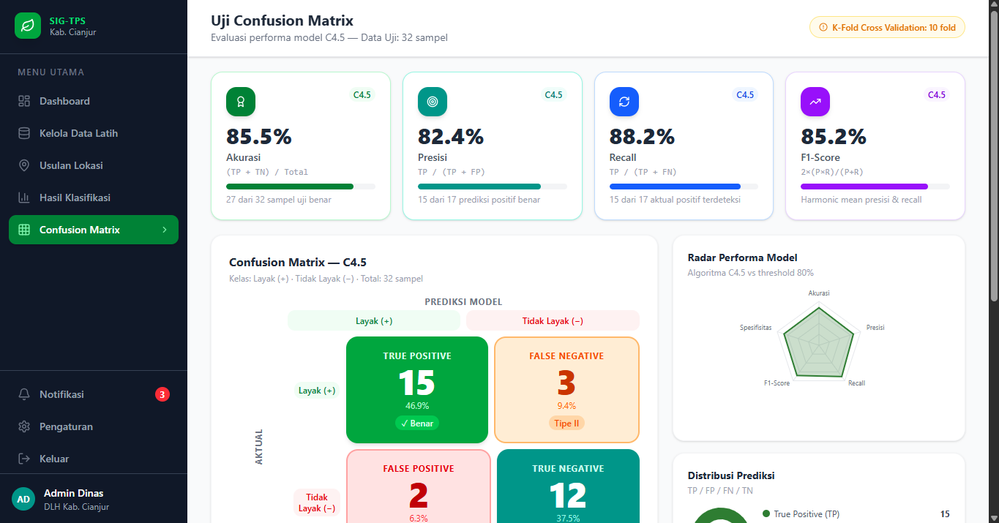 SIG-TPS
Kab. Cianjur
MENU UTAMA
Dashboard
Kelola Data Latih
Usulan Lokasi
Hasil Klasifikasi
Confusion Matrix
Notifikasi
3
Pengaturan
Keluar
AD
Admin Dinas
DLH Kab. Cianjur
Uji Confusion Matrix
Evaluasi performa model C4.5 — Data Uji: 32 sampel
K-Fold Cross Validation: 10 fold
C4.5
85.5%
Akurasi
(TP + TN) / Total
27 dari 32 sampel uji benar
C4.5
82.4%
Presisi
TP / (TP + FP)
15 dari 17 prediksi positif benar
C4.5
88.2%
Recall
TP / (TP + FN)
15 dari 17 aktual positif terdeteksi
C4.5
85.2%
F1-Score
2×(P×R)/(P+R)
Harmonic mean presisi & recall
Confusion Matrix — C4.5
Kelas: Layak (+) · Tidak Layak (−) · Total: 32 sampel
PREDIKSI MODEL
Layak (+)
Tidak Layak (−)
AKTUAL
Layak (+)
TRUE POSITIVE
15
46.9%
✓ Benar
FALSE NEGATIVE
3
9.4%
Tipe II
Tidak
Layak (−)
FALSE POSITIVE
2
6.3%
TRUE NEGATIVE
12
37.5%
Radar Performa Model
Algoritma C4.5 vs threshold 80%
Akurasi
Presisi
Recall
F1-Score
Spesifisitas
Distribusi Prediksi
TP / FP / FN / TN
True Positive (TP)
15